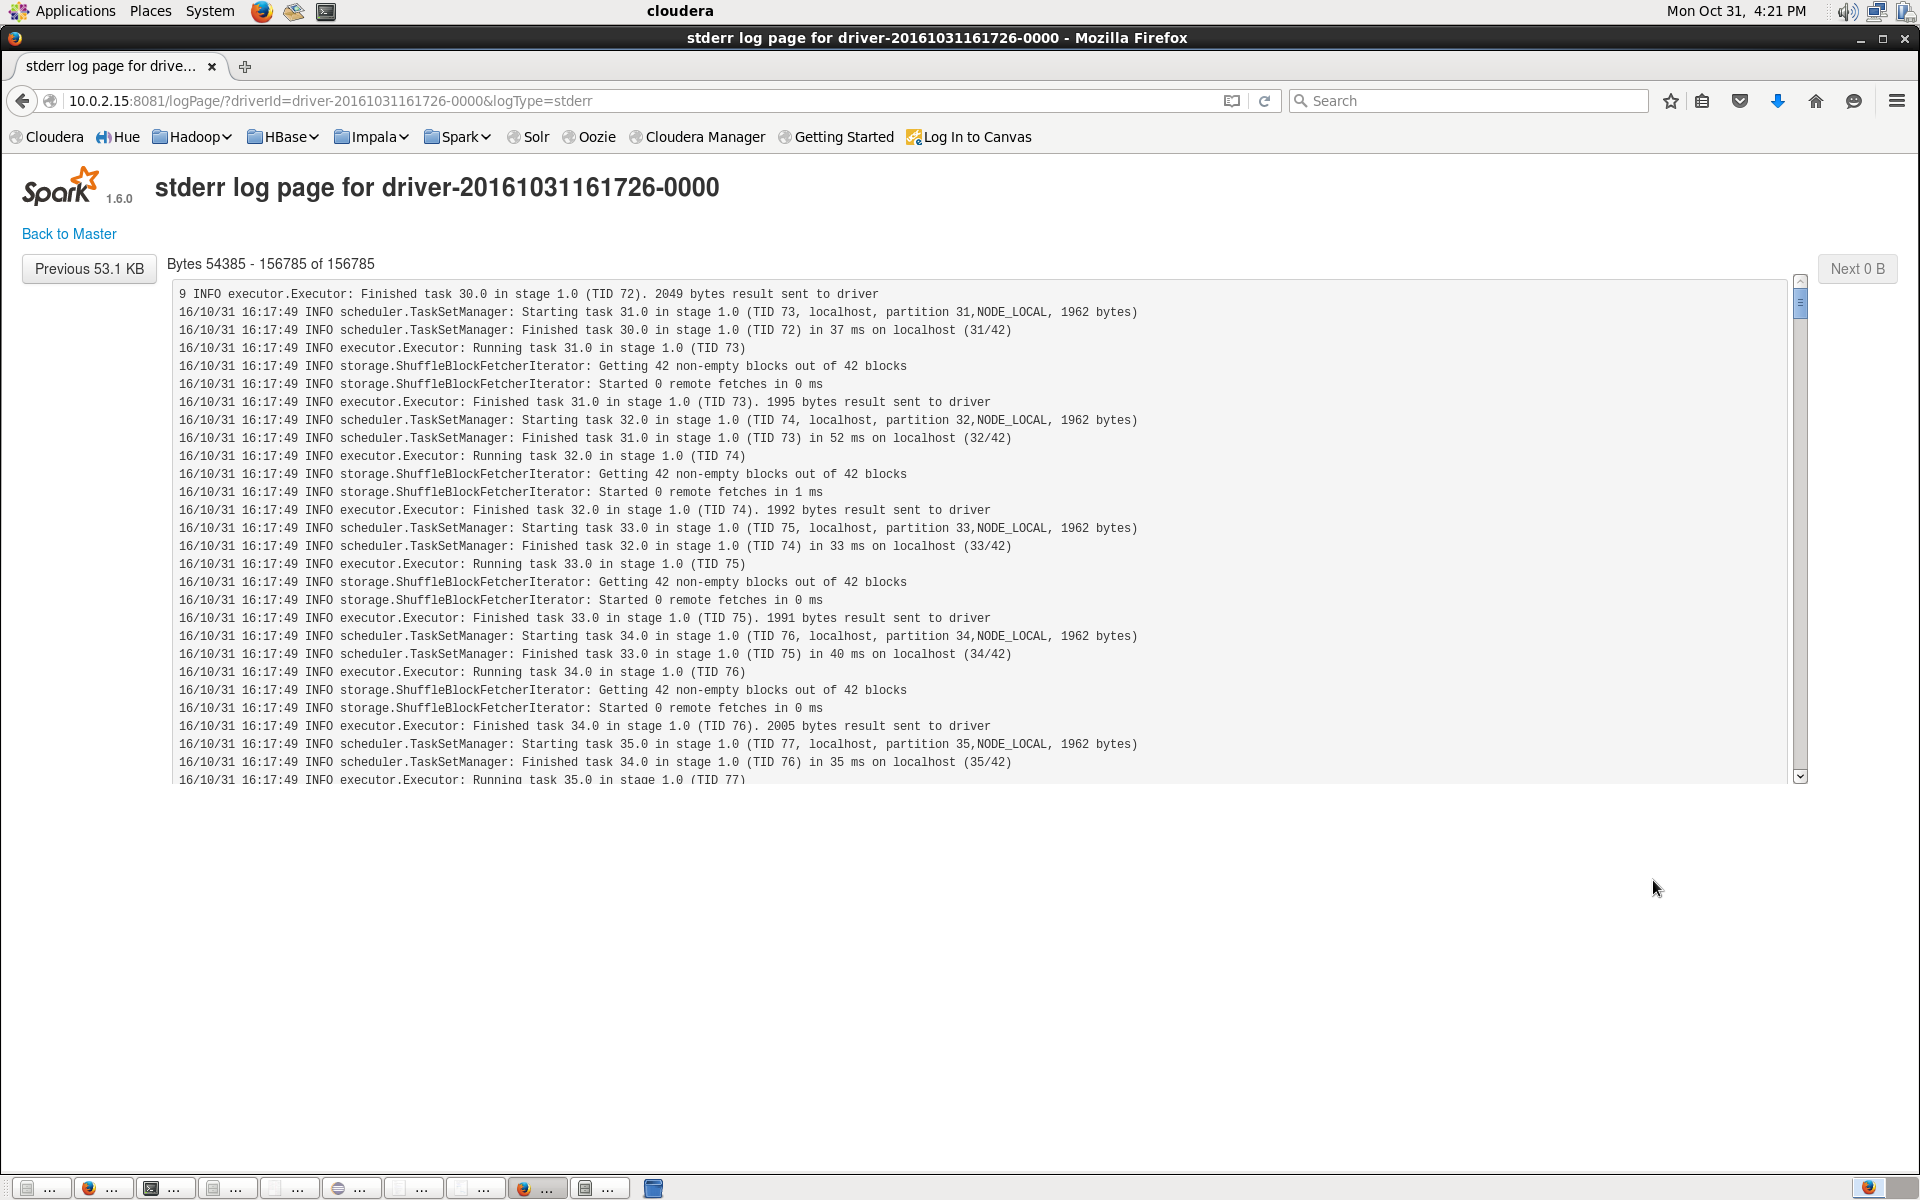 Applications Places System cloudera Mon Oct 31, 4:21 PM
stderr log page for driver-20161031161726-0000 - Mozilla Firefox
stderr log page for drive...
10.0.2.15:8081/logPage/?driverId=driver-20161031161726-0000&logType=stderr Search
Cloudera Hue Hadoop HBase Impala Spark Solr Oozie Cloudera Manager Getting Started Log In to Canvas
Spark 1.6.0 stderr log page for driver-20161031161726-0000
Back to Master
Previous 53.1 KB Bytes 54385 - 156785 of 156785 Next 0 B
9 INFO executor.Executor: Finished task 30.0 in stage 1.0 (TID 72). 2049 bytes result sent to driver
16/10/31 16:17:49 INFO scheduler.TaskSetManager: Starting task 31.0 in stage 1.0 (TID 73, localhost, partition 31,NODE_LOCAL, 1962 bytes)
16/10/31 16:17:49 INFO scheduler.TaskSetManager: Finished task 30.0 in stage 1.0 (TID 72) in 37 ms on localhost (31/42)
16/10/31 16:17:49 INFO executor.Executor: Running task 31.0 in stage 1.0 (TID 73)
16/10/31 16:17:49 INFO storage.ShuffleBlockFetcherIterator: Getting 42 non-empty blocks out of 42 blocks
16/10/31 16:17:49 INFO storage.ShuffleBlockFetcherIterator: Started 0 remote fetches in 0 ms
16/10/31 16:17:49 INFO executor.Executor: Finished task 31.0 in stage 1.0 (TID 73). 1995 bytes result sent to driver
16/10/31 16:17:49 INFO scheduler.TaskSetManager: Starting task 32.0 in stage 1.0 (TID 74, localhost, partition 32,NODE_LOCAL, 1962 bytes)
16/10/31 16:17:49 INFO scheduler.TaskSetManager: Finished task 31.0 in stage 1.0 (TID 73) in 52 ms on localhost (32/42)
16/10/31 16:17:49 INFO executor.Executor: Running task 32.0 in stage 1.0 (TID 74)
16/10/31 16:17:49 INFO storage.ShuffleBlockFetcherIterator: Getting 42 non-empty blocks out of 42 blocks
16/10/31 16:17:49 INFO storage.ShuffleBlockFetcherIterator: Started 0 remote fetches in 1 ms
16/10/31 16:17:49 INFO executor.Executor: Finished task 32.0 in stage 1.0 (TID 74). 1992 bytes result sent to driver
16/10/31 16:17:49 INFO scheduler.TaskSetManager: Starting task 33.0 in stage 1.0 (TID 75, localhost, partition 33,NODE_LOCAL, 1962 bytes)
16/10/31 16:17:49 INFO scheduler.TaskSetManager: Finished task 32.0 in stage 1.0 (TID 74) in 33 ms on localhost (33/42)
16/10/31 16:17:49 INFO executor.Executor: Running task 33.0 in stage 1.0 (TID 75)
16/10/31 16:17:49 INFO storage.ShuffleBlockFetcherIterator: Getting 42 non-empty blocks out of 42 blocks
16/10/31 16:17:49 INFO storage.ShuffleBlockFetcherIterator: Started 0 remote fetches in 0 ms
16/10/31 16:17:49 INFO executor.Executor: Finished task 33.0 in stage 1.0 (TID 75). 1991 bytes result sent to driver
16/10/31 16:17:49 INFO scheduler.TaskSetManager: Starting task 34.0 in stage 1.0 (TID 76, localhost, partition 34,NODE_LOCAL, 1962 bytes)
16/10/31 16:17:49 INFO scheduler.TaskSetManager: Finished task 33.0 in stage 1.0 (TID 75) in 40 ms on localhost (34/42)
16/10/31 16:17:49 INFO executor.Executor: Running task 34.0 in stage 1.0 (TID 76)
16/10/31 16:17:49 INFO storage.ShuffleBlockFetcherIterator: Getting 42 non-empty blocks out of 42 blocks
16/10/31 16:17:49 INFO storage.ShuffleBlockFetcherIterator: Started 0 remote fetches in 0 ms
16/10/31 16:17:49 INFO executor.Executor: Finished task 34.0 in stage 1.0 (TID 76). 2005 bytes result sent to driver
16/10/31 16:17:49 INFO scheduler.TaskSetManager: Starting task 35.0 in stage 1.0 (TID 77, localhost, partition 35,NODE_LOCAL, 1962 bytes)
16/10/31 16:17:49 INFO scheduler.TaskSetManager: Finished task 34.0 in stage 1.0 (TID 76) in 35 ms on localhost (35/42)
16/10/31 16:17:49 INFO executor.Executor: Running task 35.0 in stage 1.0 (TID 77)
... ... ... ... ... ... ... ... ... ...